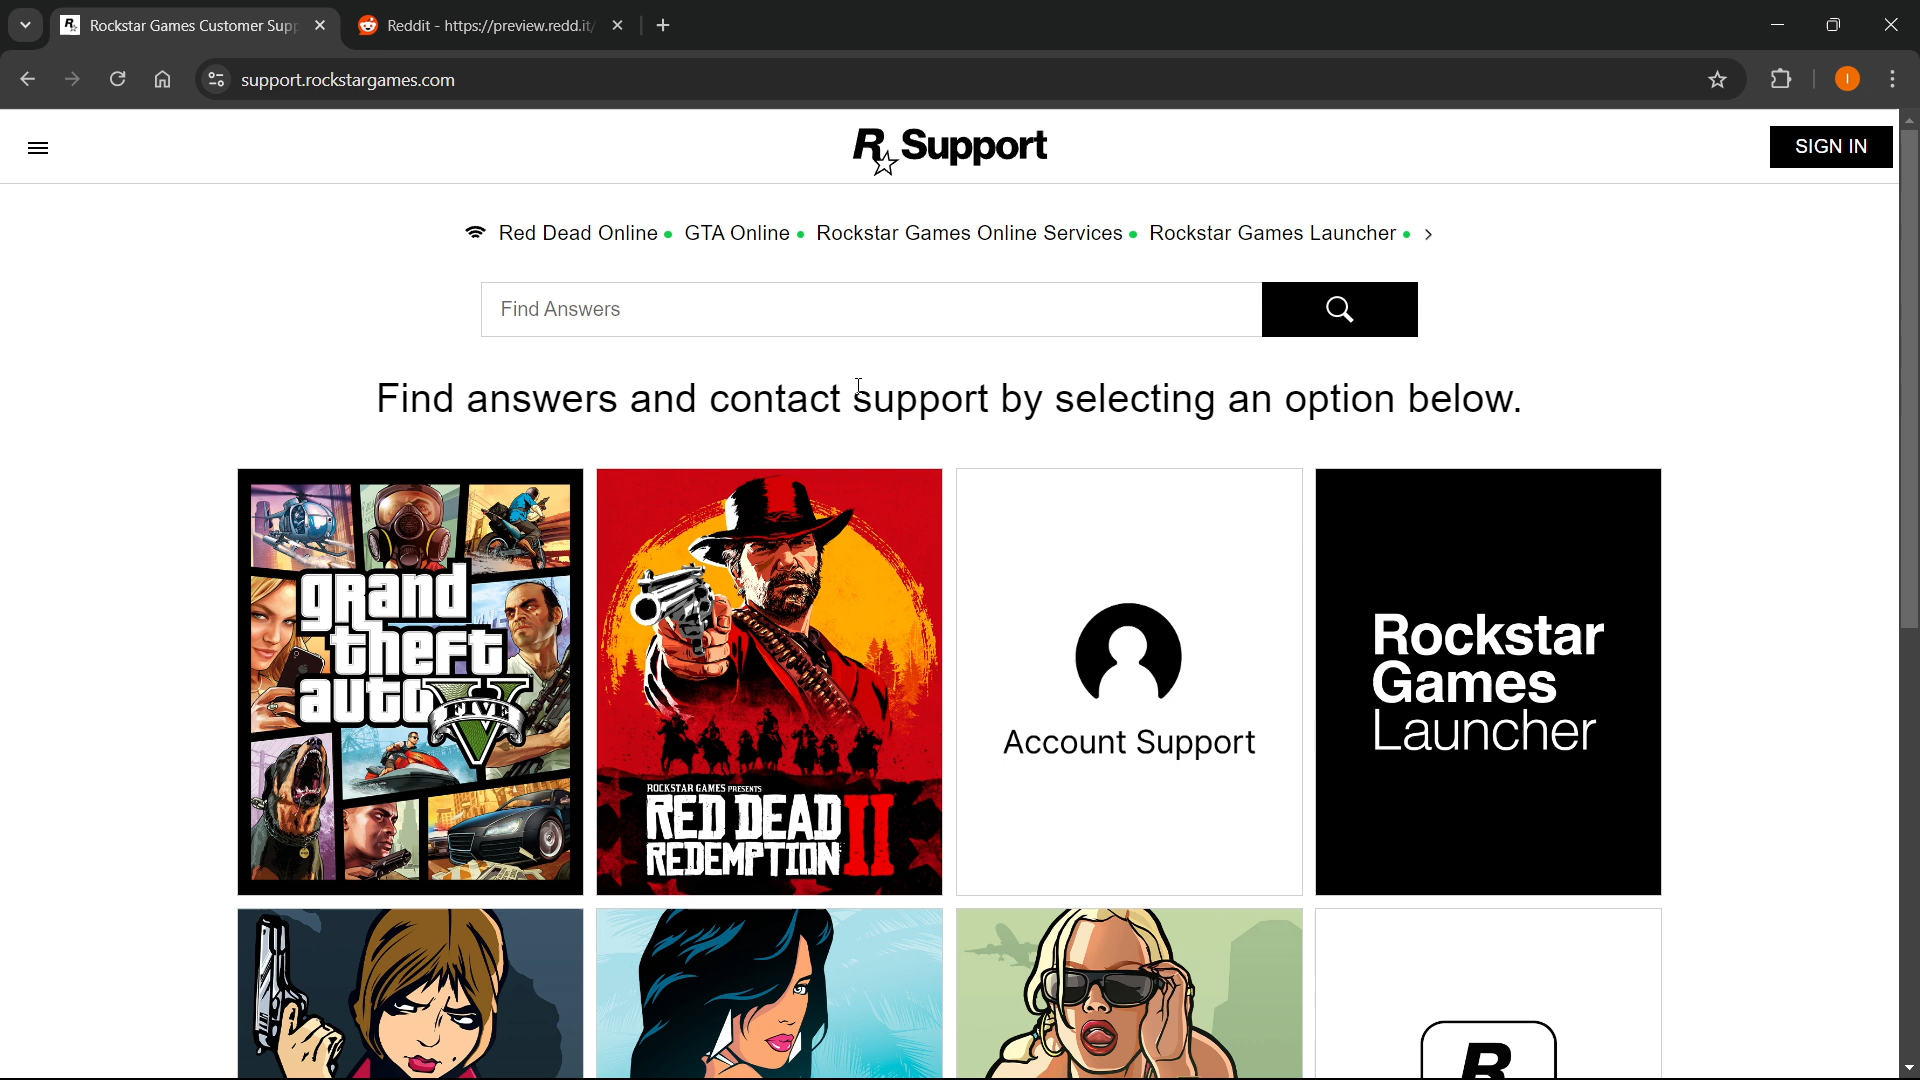 Rockstar Games Customer Supp
Reddit - https://preview.redd.it/
support.rockstargames.com
I
R Support
SIGN IN
Red Dead Online
GTA Online
Rockstar Games Online Services
Rockstar Games Launcher
Find Answers
Find answers and contact support by selecting an option below.
grand
theft
auto
FIVE
V
ROCKSTAR GAMES PRESENTS
RED DEAD
REDEMPTION II
Account Support
Rockstar
Games
Launcher
R